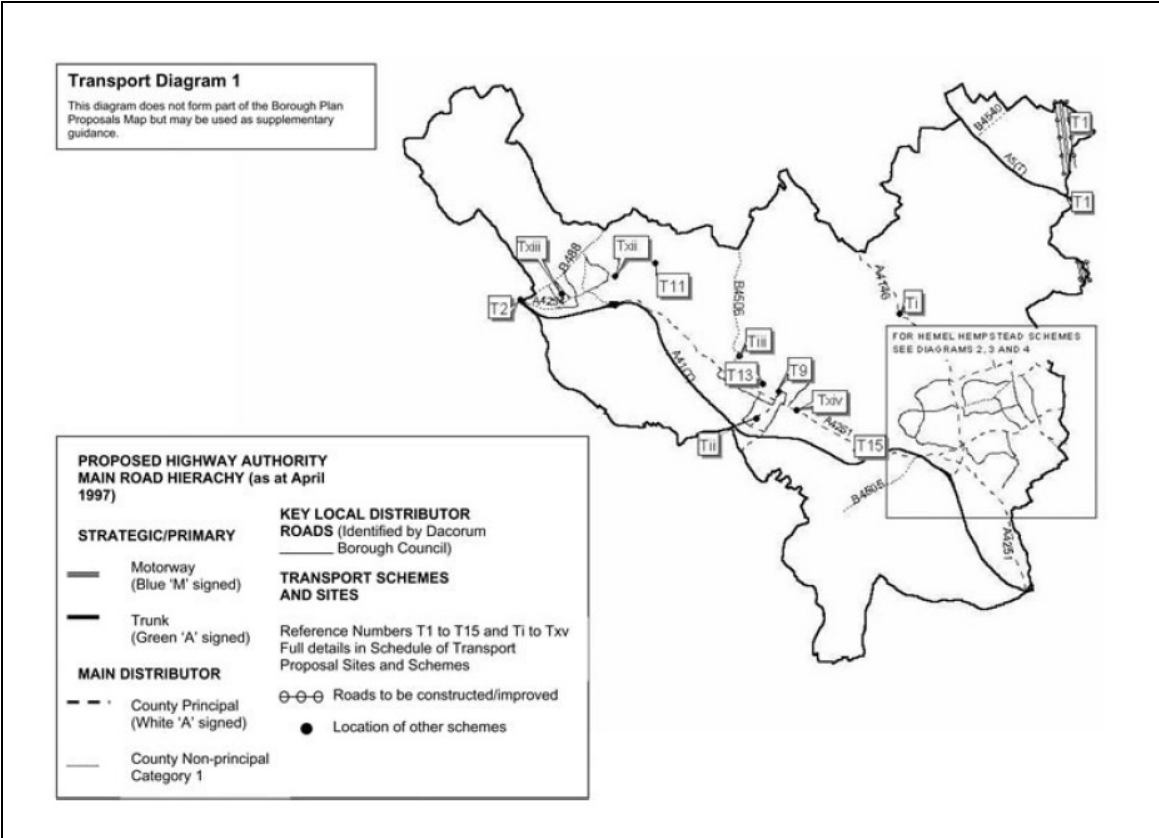 Transport Diagram 1
This diagram does not form part of the Borough Plan
Proposals Map but may be used as supplementary
guidance.
B4540
T1
A5(T)
T1
Txiii
B488
Txii
T11
T2
B4506
A4146
Ti
FOR HEMEL HEMPSTEAD SCHEMES
SEE DIAGRAMS 2, 3 AND 4
A41(T)
Tiii
T13
T9
Txiv
A4251
Tii
T15
B4505
A4251
PROPOSED HIGHWAY AUTHORITY
MAIN ROAD HIERACHY (as at April
1997)
STRATEGIC/PRIMARY
Motorway
(Blue 'M' signed)
Trunk
(Green 'A' signed)
MAIN DISTRIBUTOR
County Principal
(White 'A' signed)
County Non-principal
Category 1
KEY LOCAL DISTRIBUTOR
ROADS (Identified by Dacorum
Borough Council)
TRANSPORT SCHEMES
AND SITES
Reference Numbers T1 to T15 and Ti to Txv
Full details in Schedule of Transport
Proposal Sites and Schemes
Roads to be constructed/improved
Location of other schemes